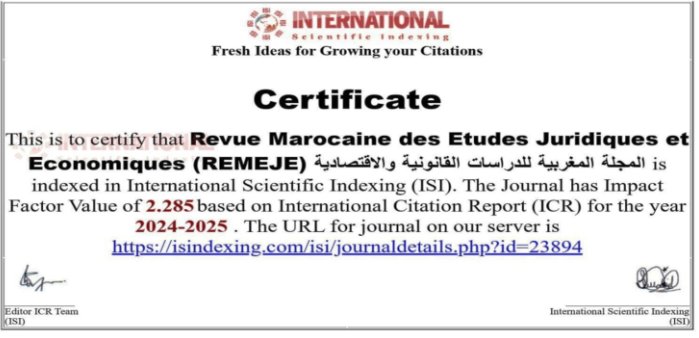 INTERNATIONAL
Scientific Indexing
Fresh Ideas for Growing your Citations
Certificate
This is to certify that Revue Marocaine des Etudes Juridiques et
Economiques (REMEJE) المجلة المغربية للدراسات القانونية والاقتصادية is
indexed in International Scientific Indexing (ISI). The Journal has Impact
Factor Value of 2.285 based on International Citation Report (ICR) for the year
2024-2025 . The URL for journal on our server is
https://isindexing.com/isi/journaldetails.php?id=23894
Editor ICR Team
(ISI)
International Scientific Indexing
(ISI)